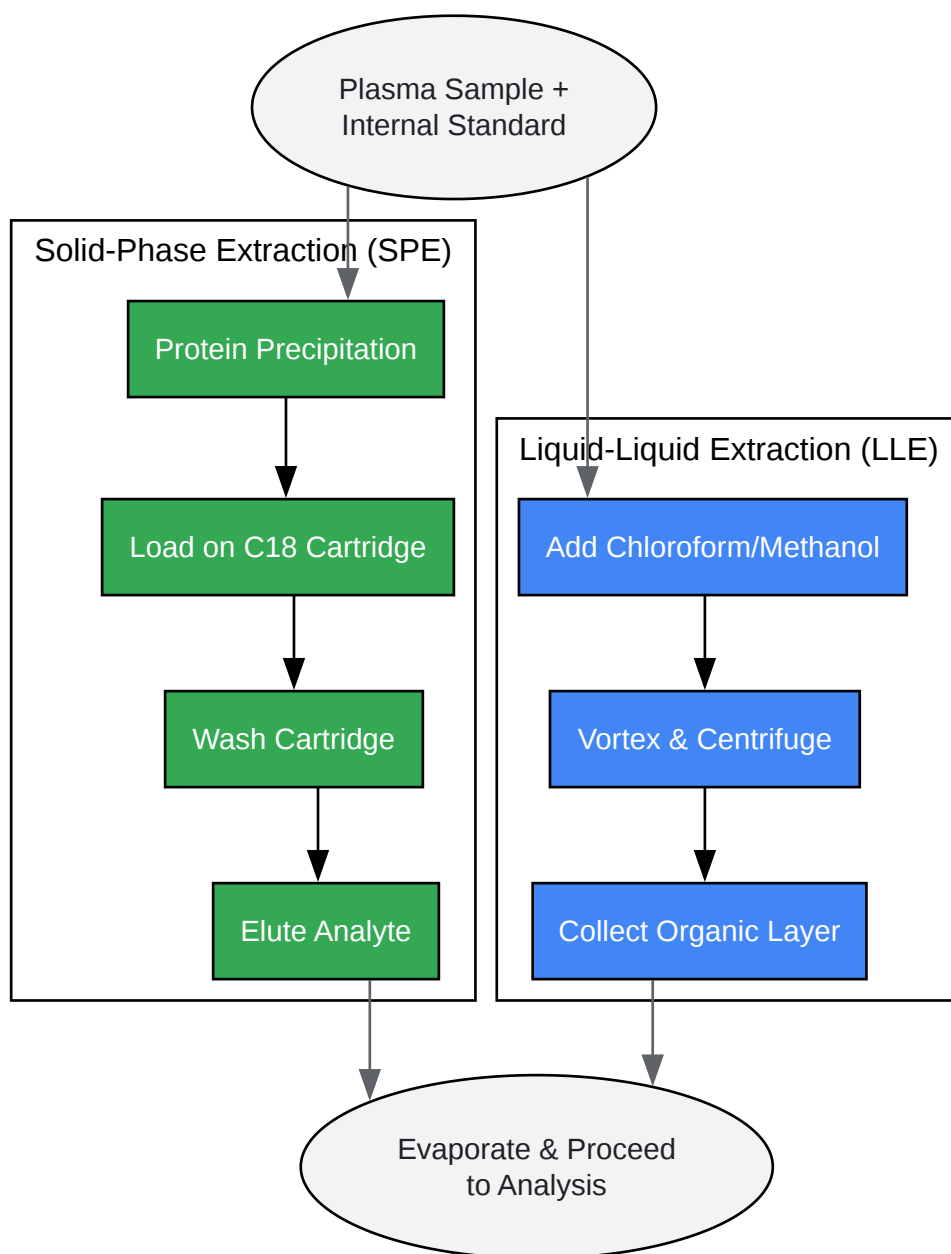 Plasma Sample +
Internal Standard
Solid-Phase Extraction (SPE)
Protein Precipitation
Load on C18 Cartridge
Wash Cartridge
Elute Analyte
Liquid-Liquid Extraction (LLE)
Add Chloroform/Methanol
Vortex & Centrifuge
Collect Organic Layer
Evaporate & Proceed
to Analysis